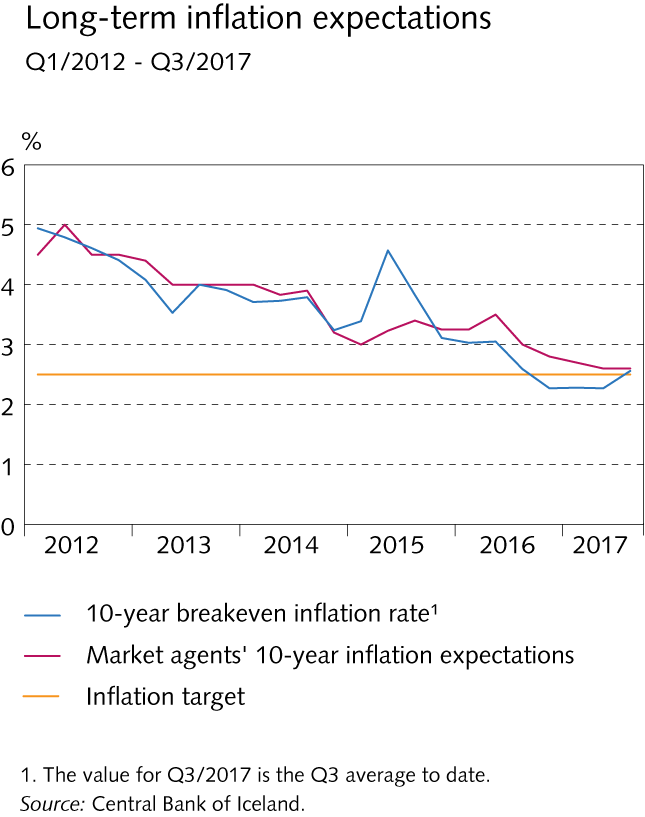 Long-term inflation expectations
Q1/2012 - Q3/2017
%
6
5
4
3
2
1
0
2012 2013 2014 2015 2016 2017
10-year breakeven inflation rate¹
Market agents' 10-year inflation expectations
Inflation target
1. The value for Q3/2017 is the Q3 average to date.
Source: Central Bank of Iceland.